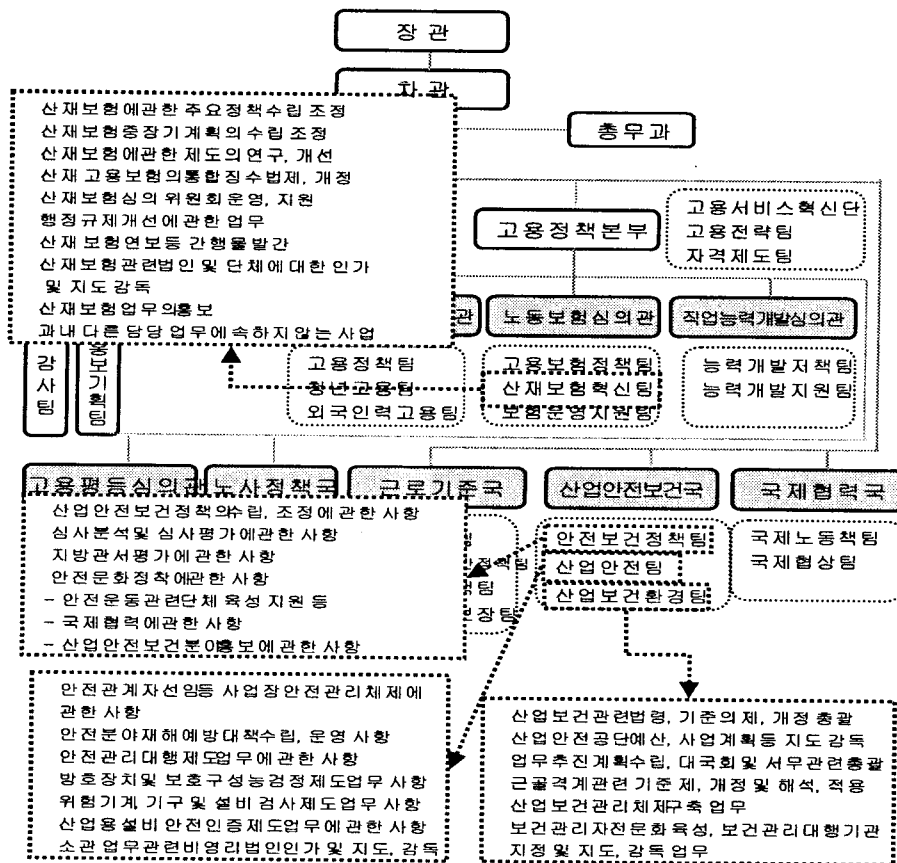 장관
차관
산재보험에관한 주요정책수립 조정
산재보험중장기계획의 수립 조정
산재보험에관한 제도의연구, 개선
산재 고용보험의통합징수법제, 개정
산재보험심의 위원회운영, 지원
행정규제개선에관한 업무
산재 보험연보등 간행물발간
산재보험관련법인 및 단체에대한 인가
및 지도 감독
산재보험업무의홍보
과내 다른 담당 업무에 속하지 않는 사업
총무과
고용정책본부
고용서비스혁신단
고용전략팀
자격제도팀
관
노동보험심의관
직업능력개발심의관
감사팀
홍보기획팀
고용정책팀
청년고용팀
외국인력고용팀
고용보험정책팀
산재보험혁신팀
보험운영지원팀
능력개발저책팀
능력개발지원팀
고용평등심의관
노사정책국
근로기준국
산업안전보건국
국제협력국
산업안전보건정책의수립, 조정에관한 사항
심사분석및 심사평가에 관한 사항
지방관서평가에 관한 사항
안전문화정착에관한 사항
- 안전운동관련단체 육성 지원 등
- 국제협력에관한 사항
- 산업안전보건분야홍보에 관한 사항
팀
책팀
팀
장팀
안전보건정책팀
산업안전팀
산업보건환경팀
국제노동책팀
국제협상팀
안전관계자선임등 사업장안전관리체제에
관한 사항
안전분야재해예방대책수립, 운영 사항
안전관리대행제도업무에 관한 사항
방호장치및 보호구성능검정제도업무 사항
위험기계, 기구 및 설비 검사제도업무 사항
산업용설비 안전인증제도업무에 관한 사항
소관 업무관련비영리법인인가 및 지도, 감독
산업보건관련법령, 기준의제, 개정 총괄
산업안전공단예산, 사업계획등 지도 감독
업무추진계획수립, 대국회 및 서무관련총괄
근골격계관련 기준 제, 개정 및 해석, 적용
산업보건관리체제구축 업무
보건관리자전문화육성, 보건관리대행기관
지정 및 지도, 감독 업무